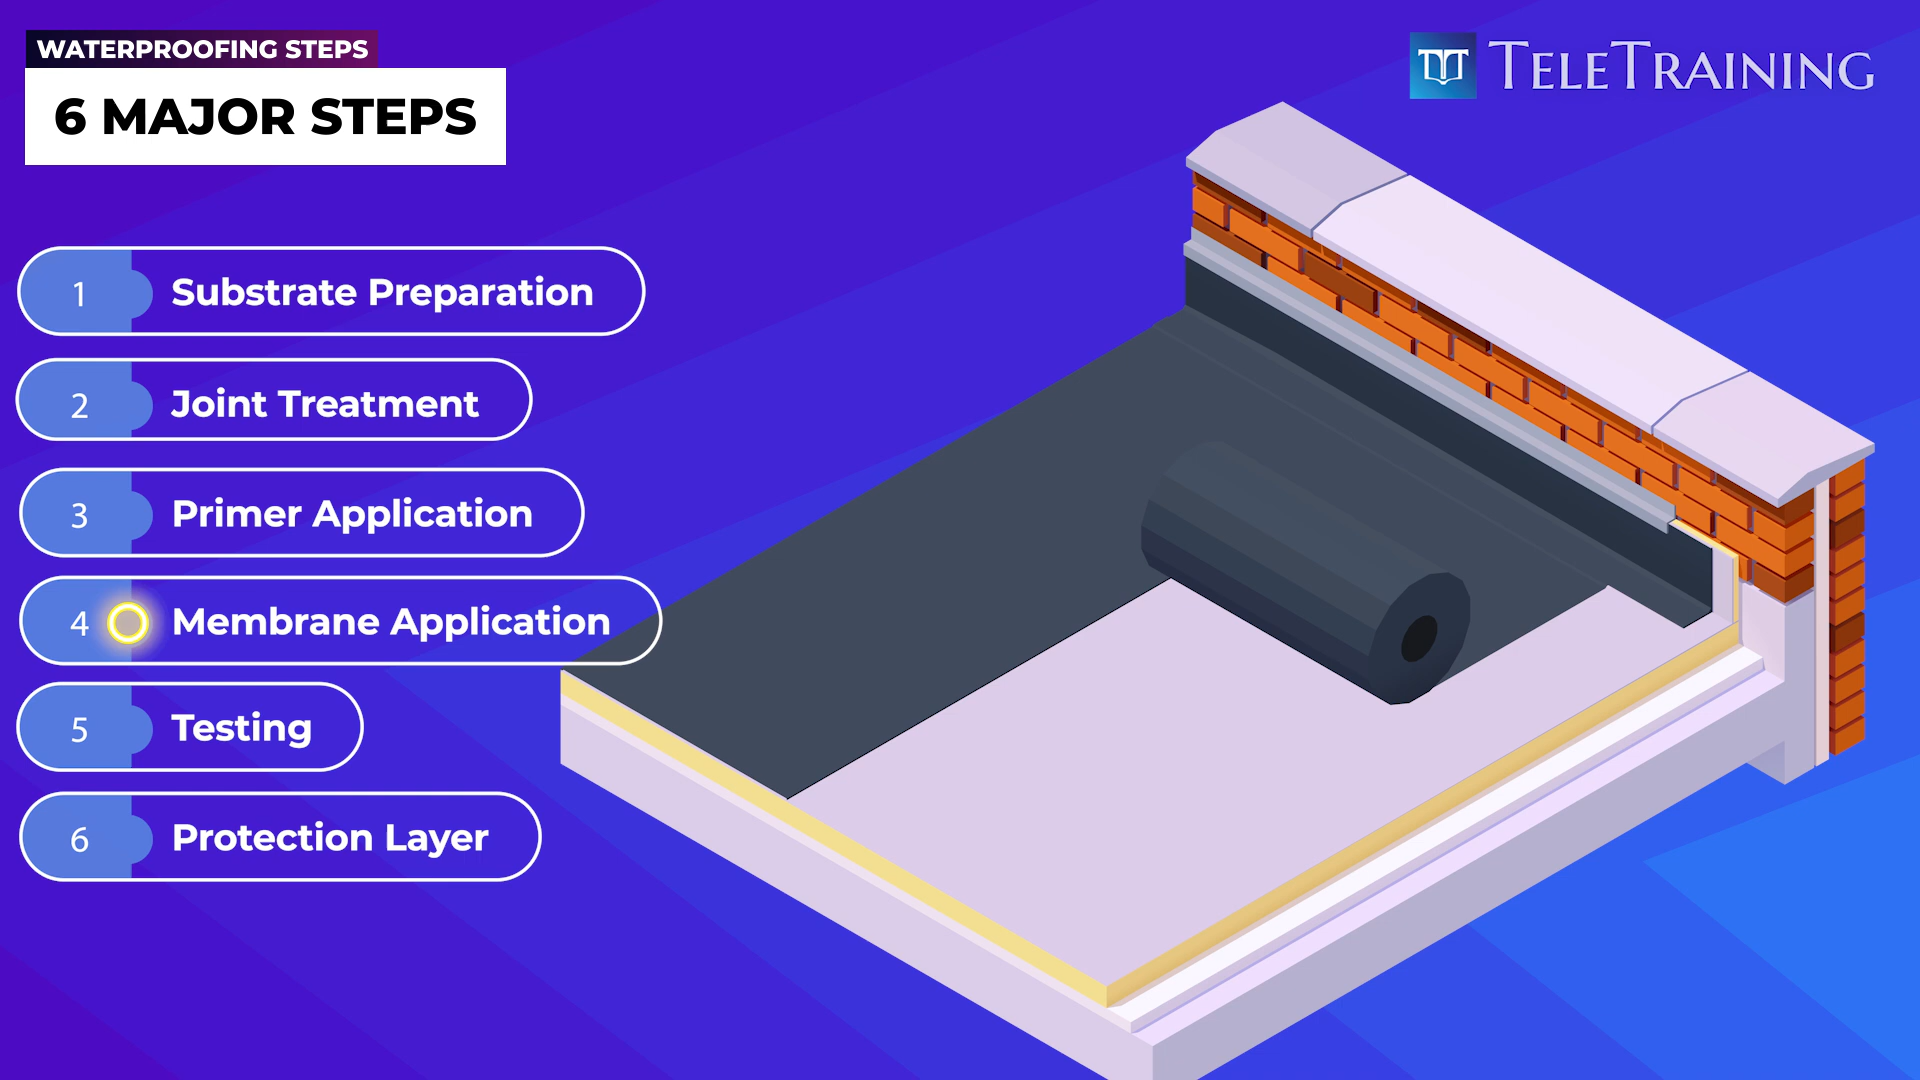 WATERPROOFING STEPS
6 MAJOR STEPS
TELETRAINING
1 Substrate Preparation
2 Joint Treatment
3 Primer Application
4 Membrane Application
5 Testing
6 Protection Layer